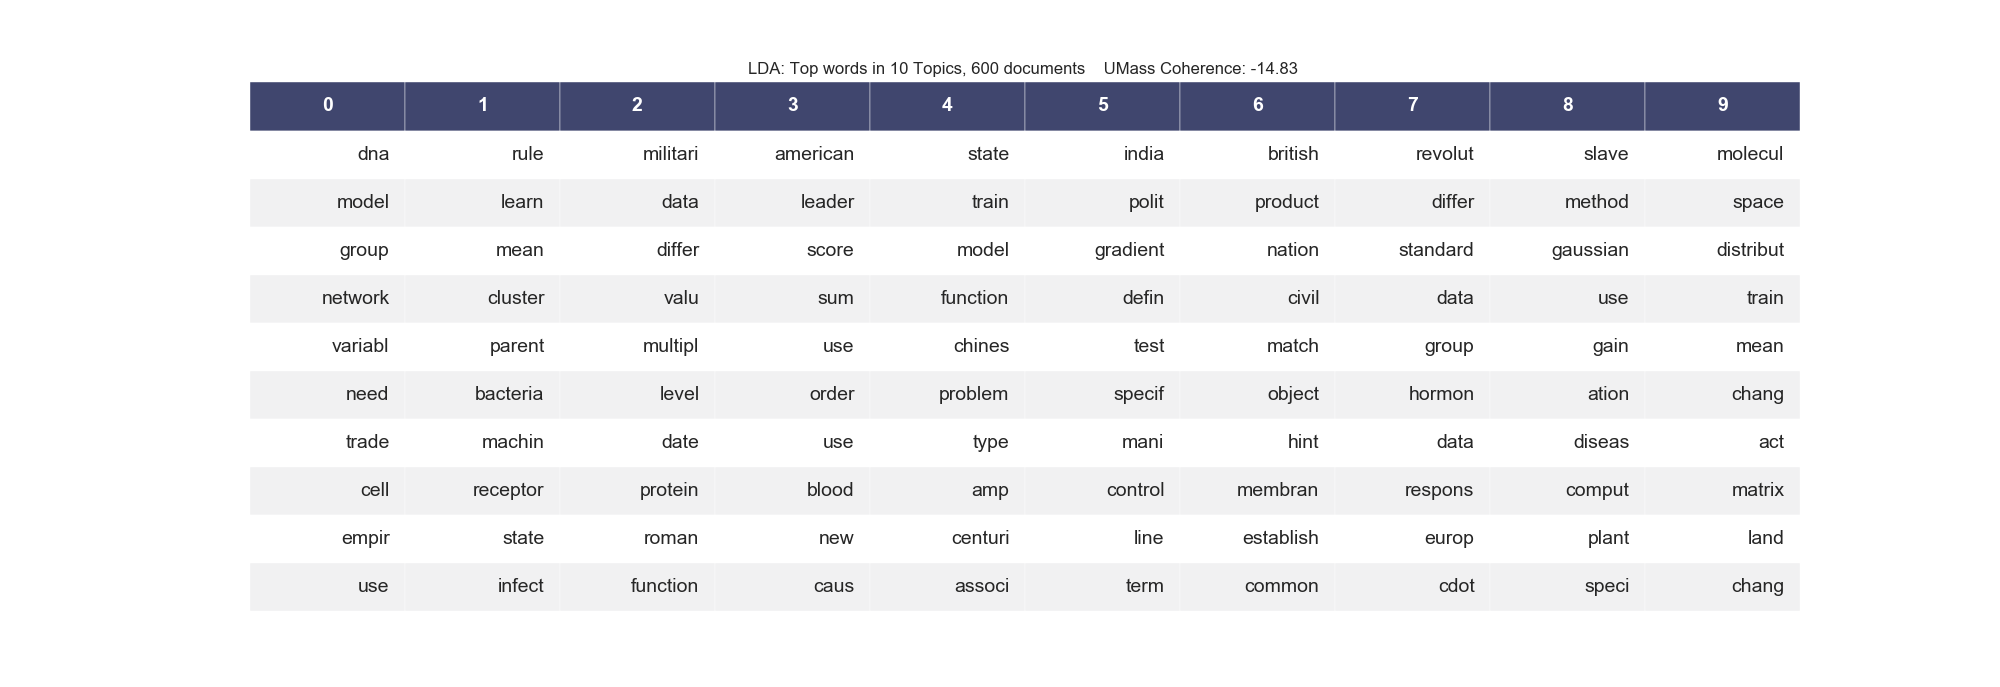 LDA: Top words in 10 Topics, 600 documents    UMass Coherence: -14.83
0 1 2 3 4 5 6 7 8 9
dna rule militari american state india british revolut slave molecul
model learn data leader train polit product differ method space
group mean differ score model gradient nation standard gaussian distribut
network cluster valu sum function defin civil data use train
variabl parent multipl use chines test match group gain mean
need bacteria level order problem specif object hormon ation chang
trade machin date use type mani hint data diseas act
cell receptor protein blood amp control membran respons comput matrix
empir state roman new centuri line establish europ plant land
use infect function caus associ term common cdot speci chang